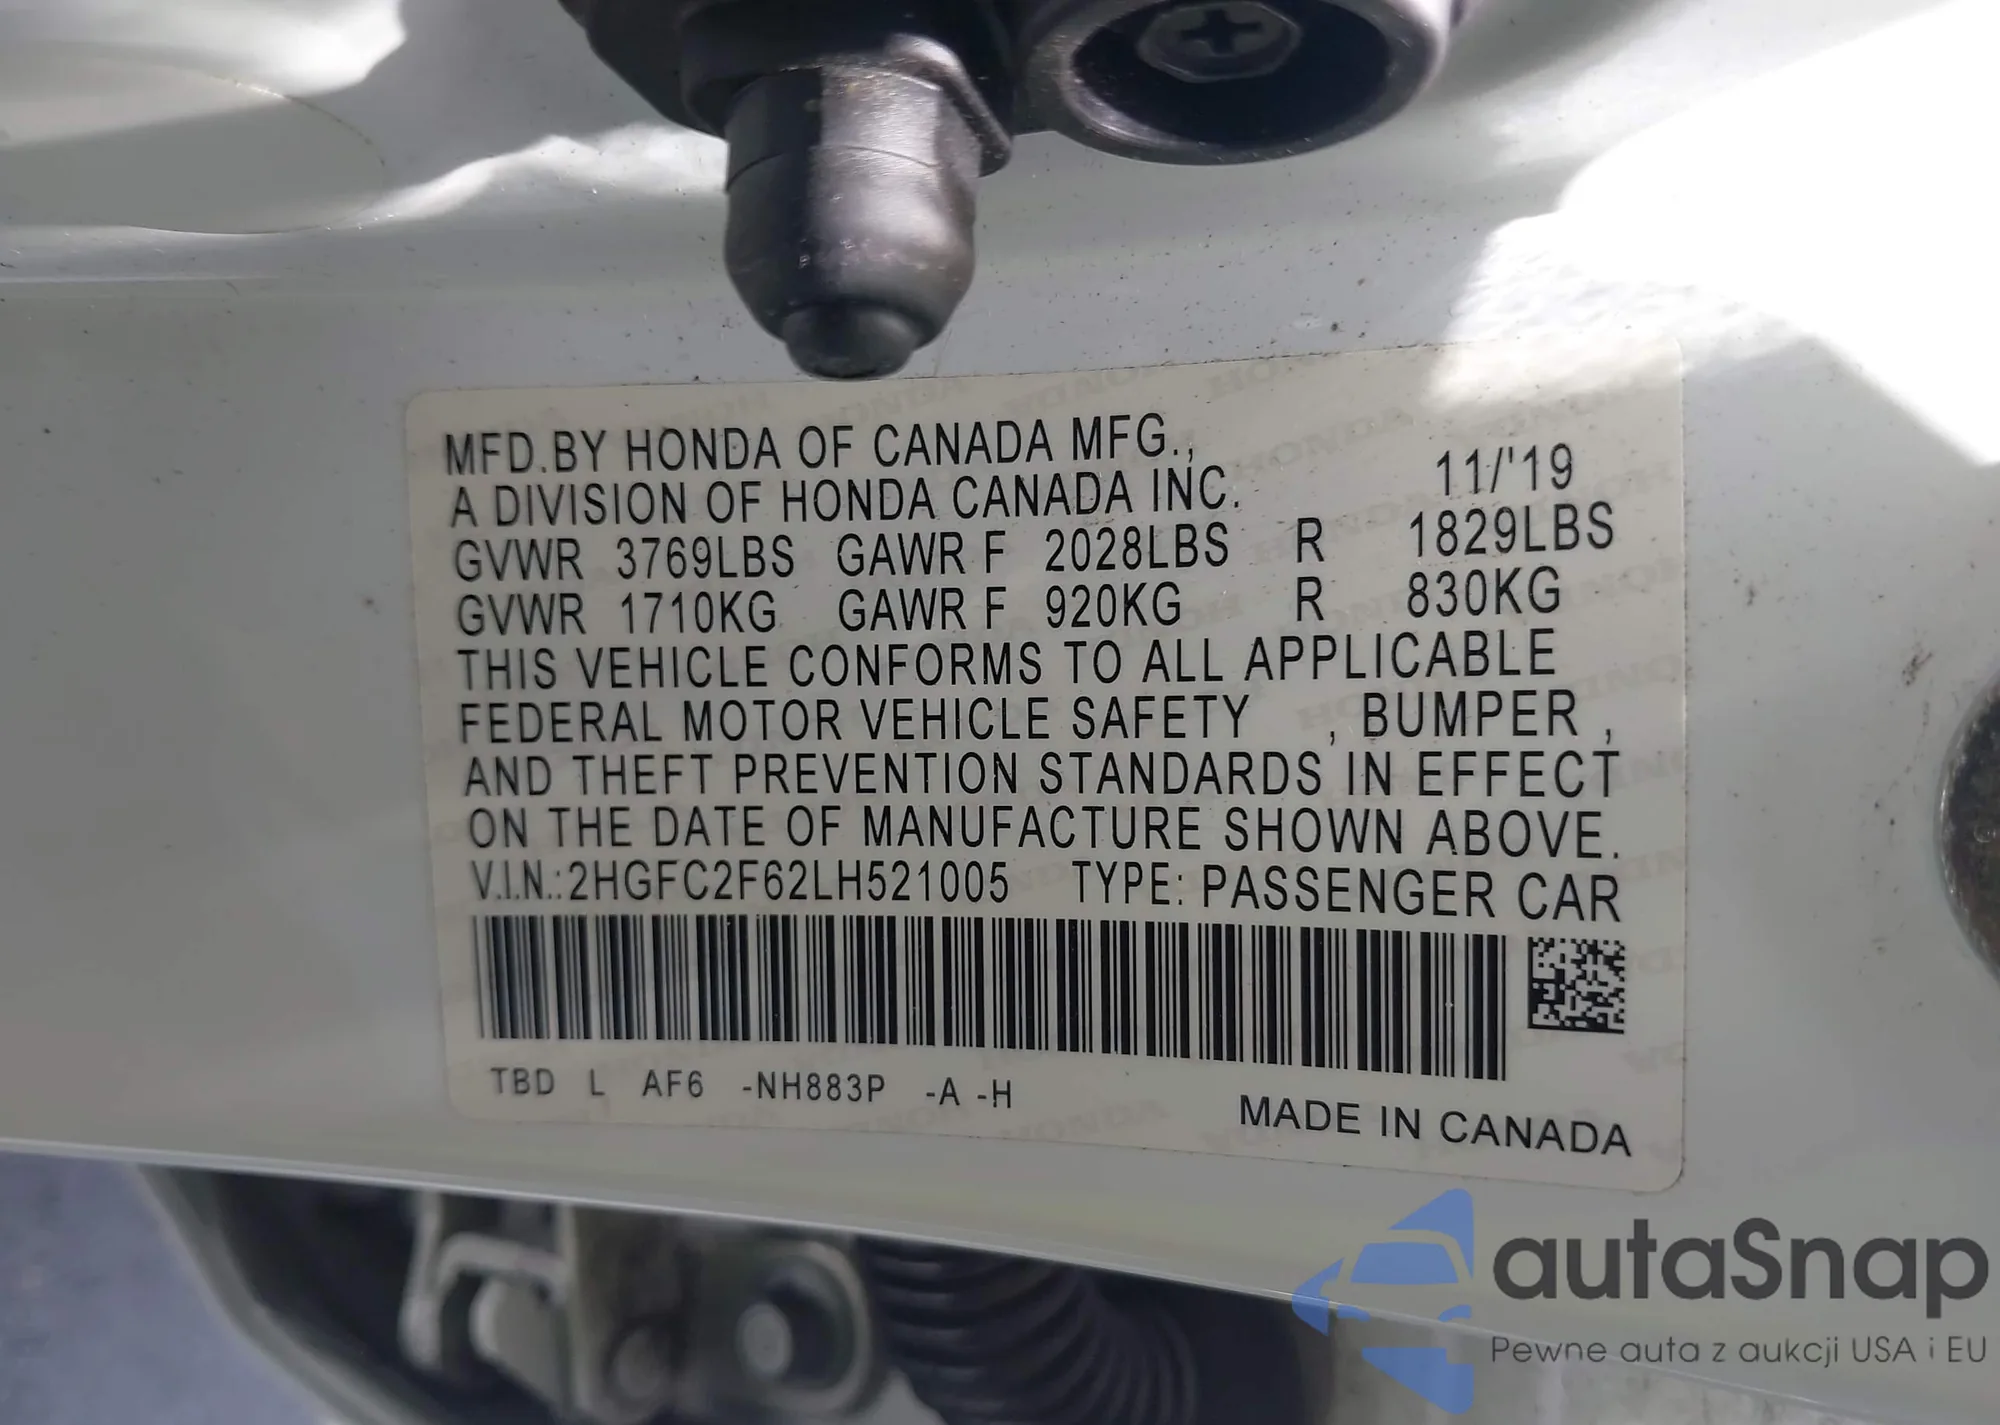 MFD.BY HONDA OF CANADA MFG.,
A DIVISION OF HONDA CANADA INC. 11/'19
GVWR 3769LBS GAWR F 2028LBS R 1829LBS
GVWR 1710KG GAWR F 920KG R 830KG
THIS VEHICLE CONFORMS TO ALL APPLICABLE
FEDERAL MOTOR VEHICLE SAFETY , BUMPER ,
AND THEFT PREVENTION STANDARDS IN EFFECT
ON THE DATE OF MANUFACTURE SHOWN ABOVE.
V.I.N.:2HGFC2F62LH521005 TYPE: PASSENGER CAR
TBD L AF6 -NH883P -A -H
MADE IN CANADA
autaSnap
Pewne auta z aukcji USA i EU